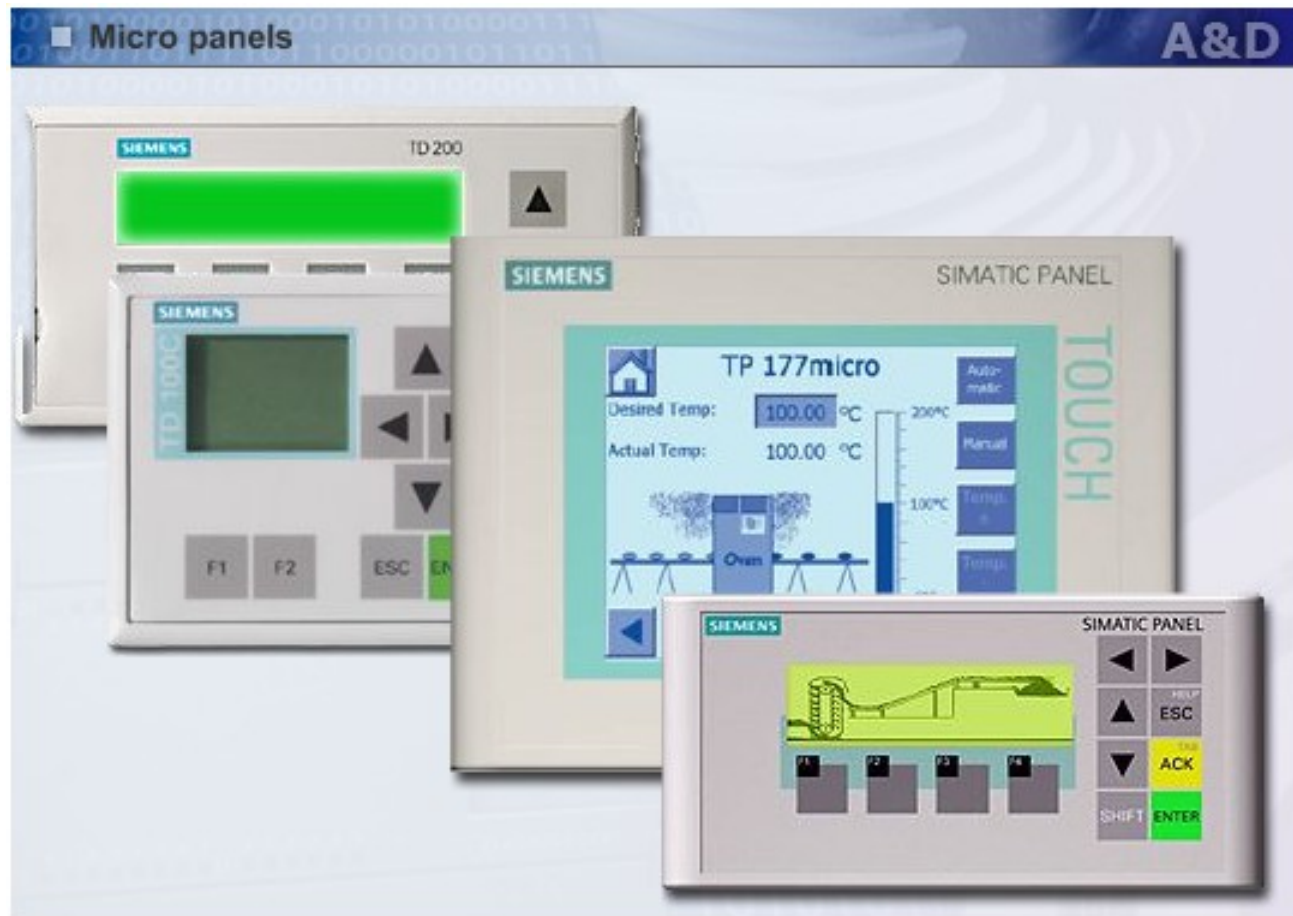 Micro panels
A&D
SIEMENS
TD 200
SIEMENS
TD 100C
F1
F2
ESC
SIEMENS
SIMATIC PANEL
TOUCH
TP 177micro
Auto-
matic
Desired Temp:
100.00 °C
200°C
Actual Temp:
100.00 °C
Manual
100°C
Temp.
Oven
Temp.
SIEMENS
SIMATIC PANEL
HELP
ESC
TAB
ACK
SHIFT
ENTER
F1
F2
F3
F4